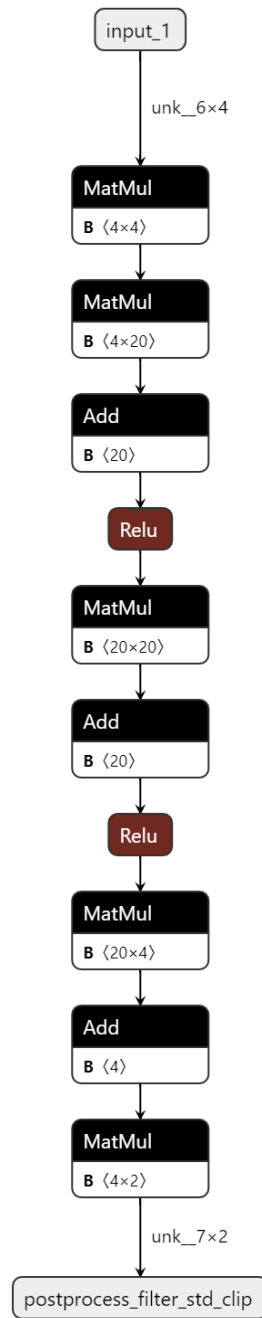 input_1
unk__6×4
MatMul
B ⟨4×4⟩
MatMul
B ⟨4×20⟩
Add
B ⟨20⟩
Relu
MatMul
B ⟨20×20⟩
Add
B ⟨20⟩
Relu
MatMul
B ⟨20×4⟩
Add
B ⟨4⟩
MatMul
B ⟨4×2⟩
unk__7×2
postprocess_filter_std_clip